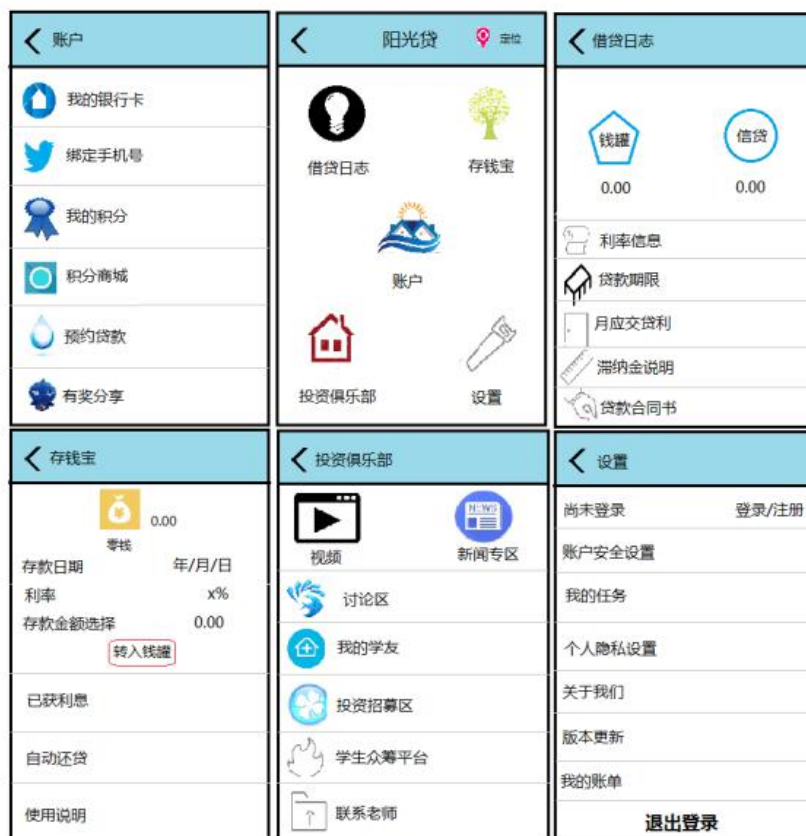 账户
我的银行卡
绑定手机号
我的积分
积分商城
预约贷款
有奖分享
阳光贷 定位
借贷日志 存钱宝
账户
投资俱乐部 设置
借贷日志
钱罐 信贷
0.00 0.00
利率信息
贷款期限
月应交贷利
滞纳金说明
贷款合同书
存钱宝
0.00
零钱
存款日期 年/月/日
利率 x%
存款金额选择 0.00
转入钱罐
已获利息
自动还贷
使用说明
投资俱乐部
NEWS
视频 新闻专区
讨论区
我的学友
投资招募区
学生众筹平台
联系老师
设置
尚未登录 登录/注册
账户安全设置
我的任务
个人隐私设置
关于我们
版本更新
我的账单
退出登录